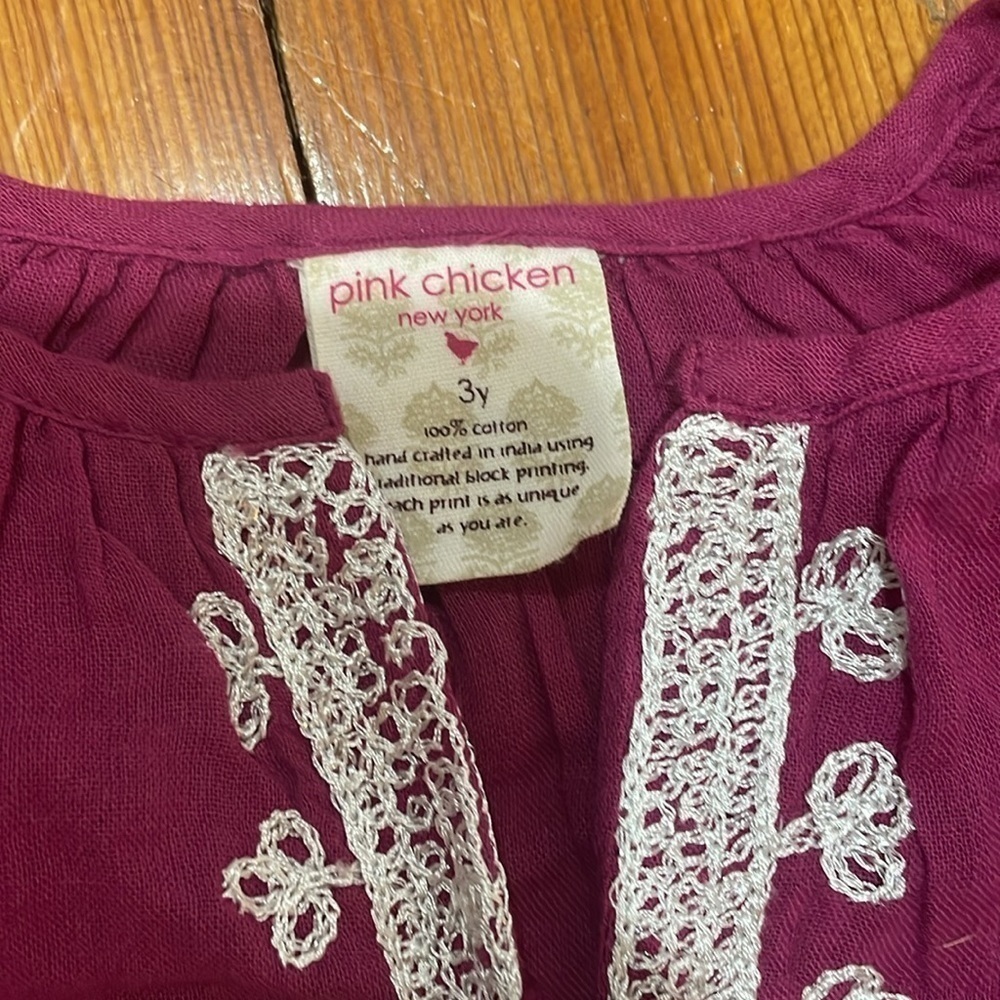 pink chicken
new york
3y
100% cotton
hand crafted in india using
traditional block printing.
each print is as unique
as you are.